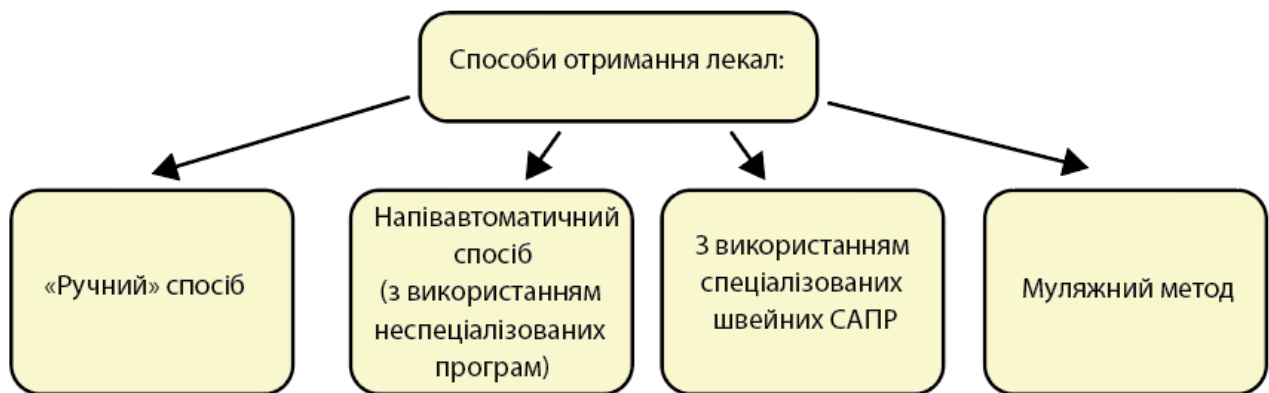 Способи отримання лекал:
«Ручний» спосіб
Напівавтоматичний
спосіб
(з використанням
неспеціалізованих
програм)
З використанням
спеціалізованих
швейних САПР
Муляжний метод